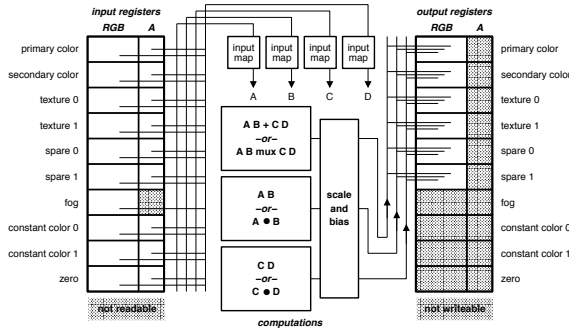 input registers
RGB A
primary color
secondary color
texture 0
texture 1
spare 0
spare 1
fog
constant color 0
constant color 1
zero
not readable
input map
input map
input map
input map
A B C D
A B + C D
–or–
A B mux C D
A B
–or–
A ● B
C D
–or–
C ● D
scale
and
bias
computations
output registers
RGB A
primary color
secondary color
texture 0
texture 1
spare 0
spare 1
fog
constant color 0
constant color 1
zero
not writeable